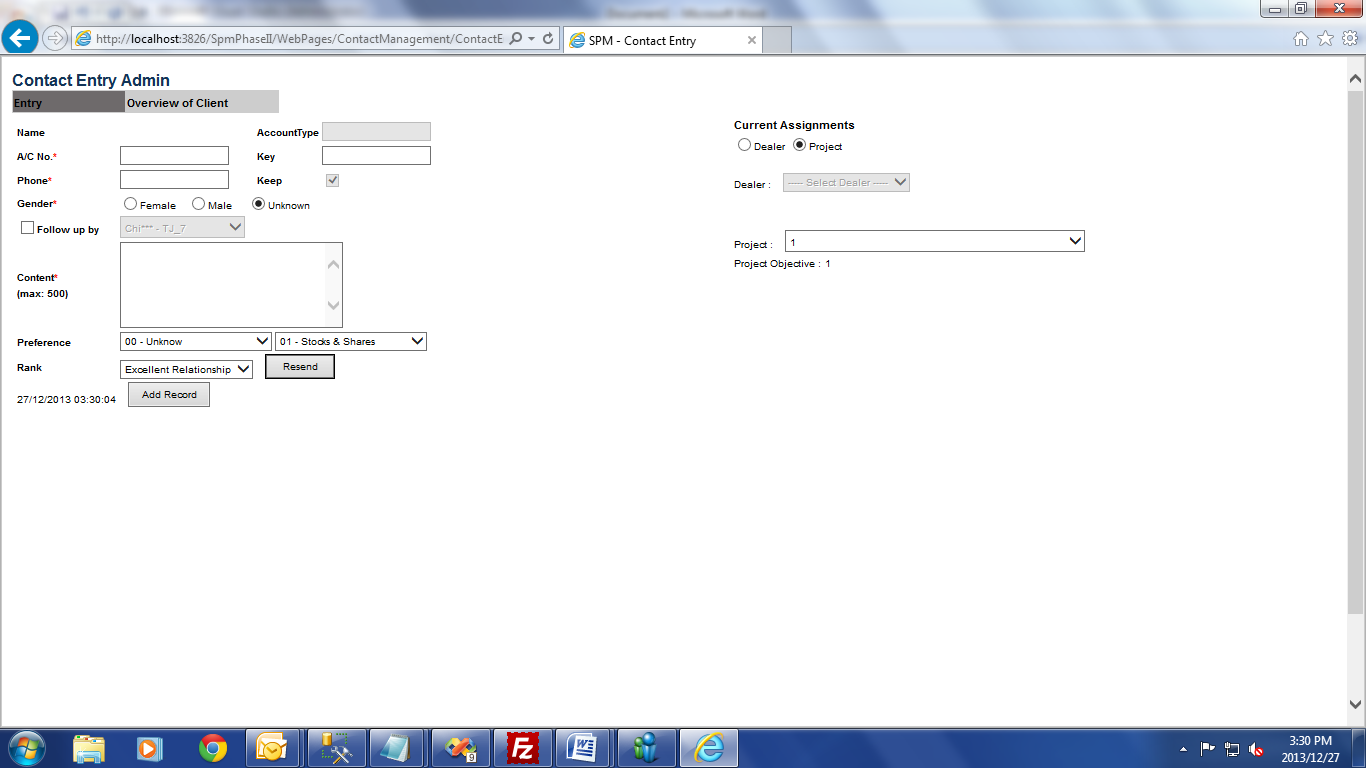 http://localhost:3826/SpmPhaseII/WebPages/ContactManagement/ContactE
SPM - Contact Entry
Contact Entry Admin
Entry Overview of Client
Name AccountType
A/C No.* Key
Phone* Keep
Gender* Female Male Unknown
Follow up by Chi*** - TJ_7
Content*
(max: 500)
Preference 00 - Unknow 01 - Stocks & Shares
Rank Excellent Relationship Resend
27/12/2013 03:30:04 Add Record
Current Assignments
Dealer Project
Dealer : ----- Select Dealer -----
Project : 1
Project Objective : 1
9
Fz
W
3:30 PM
2013/12/27